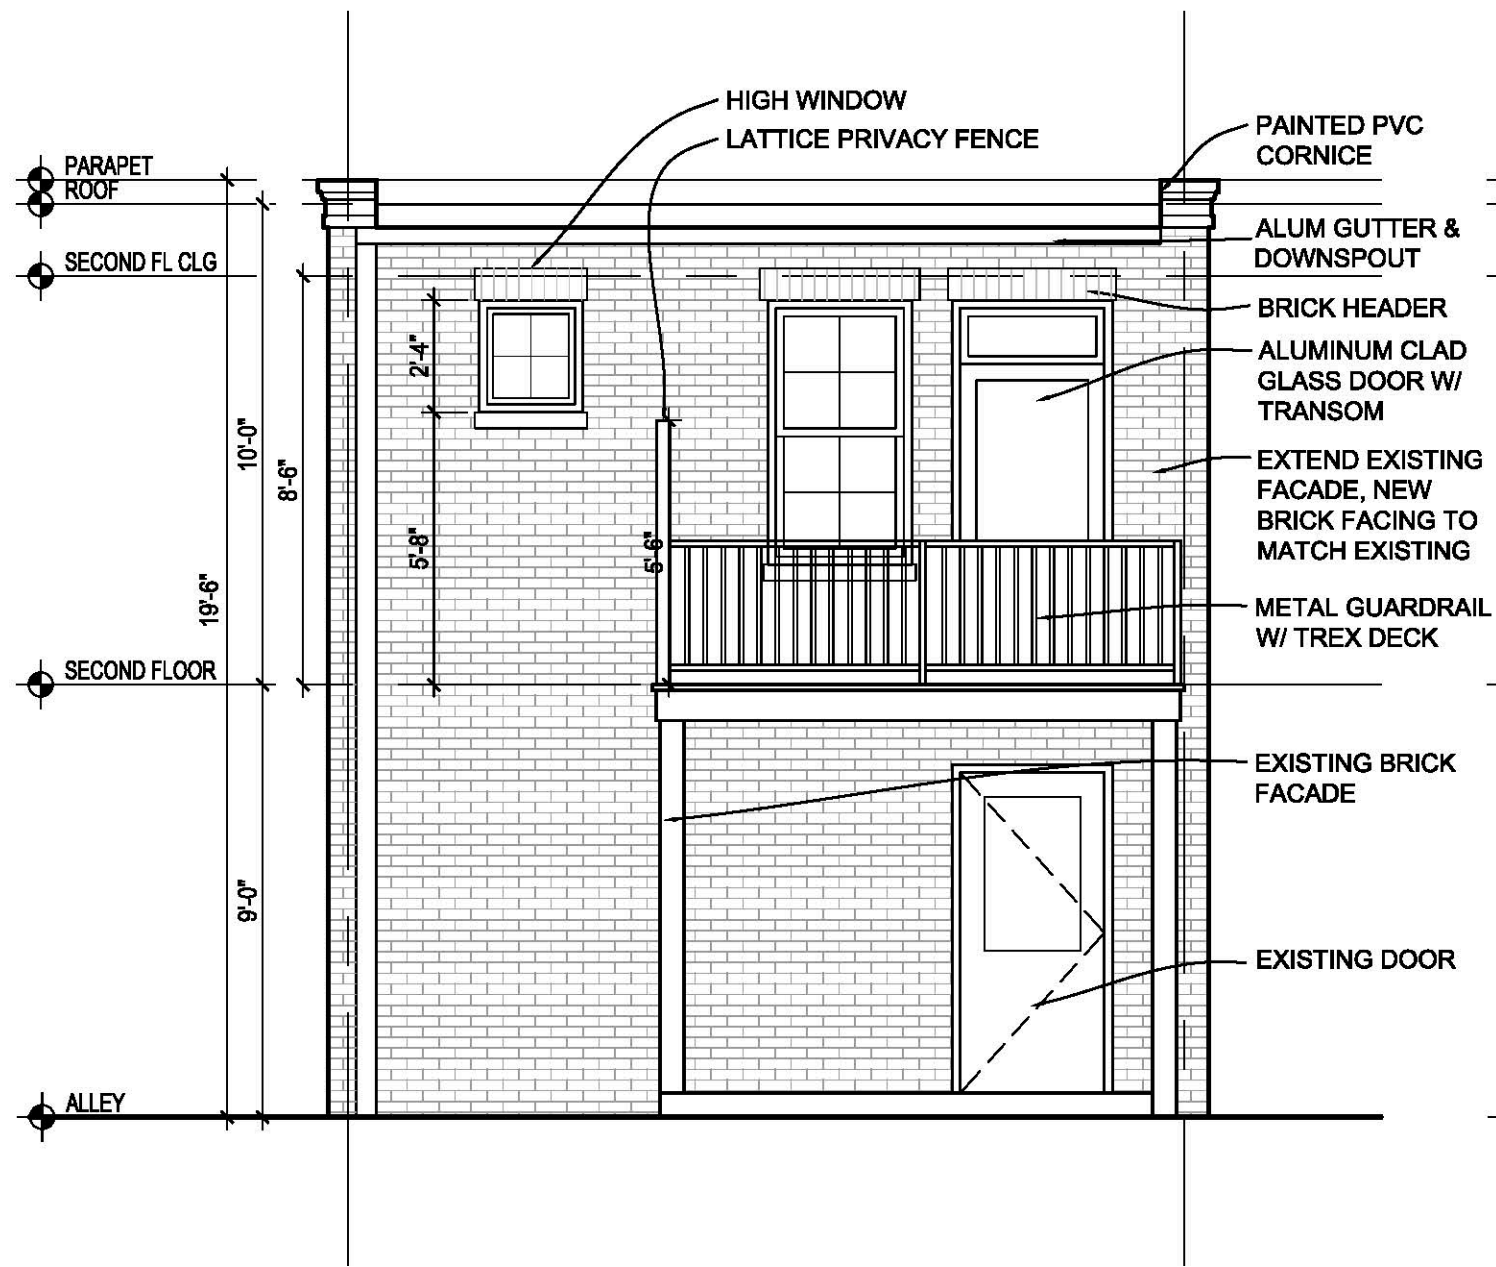 HIGH WINDOW
LATTICE PRIVACY FENCE
PAINTED PVC
CORNICE
PARAPET
ROOF
ALUM GUTTER &
DOWNSPOUT
SECOND FL CLG
BRICK HEADER
ALUMINUM CLAD
GLASS DOOR W/
TRANSOM
2'-4"
10'-0"
8'-6"
EXTEND EXISTING
FACADE, NEW
BRICK FACING TO
MATCH EXISTING
5'-8"
5'-6"
19'-6"
METAL GUARDRAIL
W/ TREX DECK
SECOND FLOOR
EXISTING BRICK
FACADE
9'-0"
EXISTING DOOR
ALLEY